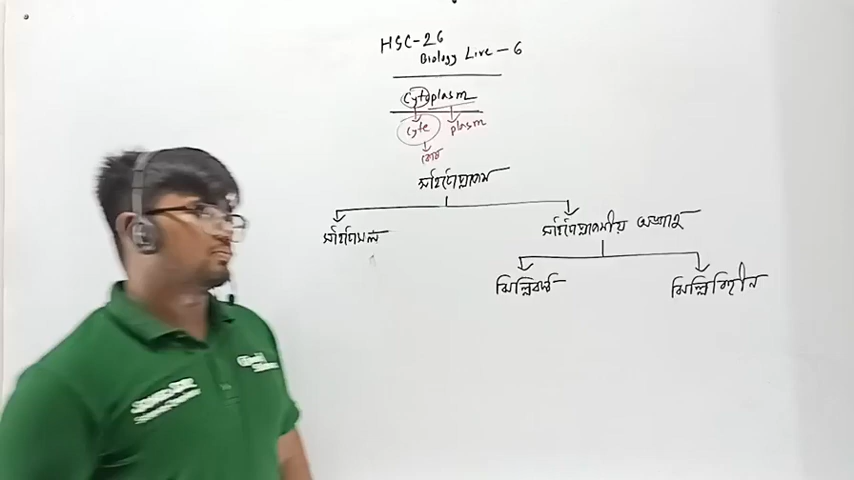 HSC-26
Biology Live - 6
Cytoplasm
cyte plasm
কোষ
সাইটোপ্লাজম
সাইটোসল সাইটোপ্লাজমীয় অঙ্গাণু
ঝিল্লিবদ্ধ ঝিল্লিবিহীন